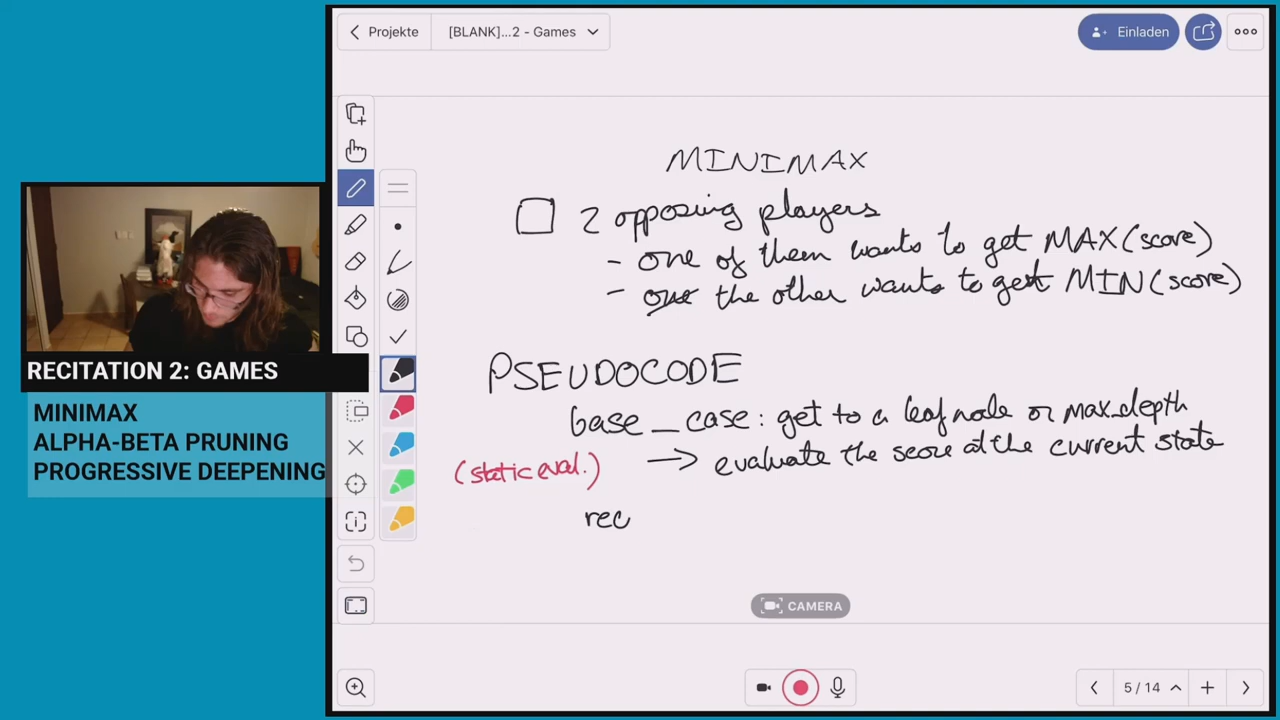 Projekte
[BLANK]...2 - Games
Einladen
MINIMAX
2 opposing players
- one of them wants to get MAX(score)
- one the other wants to get MIN(score)
PSEUDOCODE
base_case: get to a leaf node or max_depth
(static eval.) → evaluate the score at the current state
rec
RECITATION 2: GAMES
MINIMAX
ALPHA-BETA PRUNING
PROGRESSIVE DEEPENING
CAMERA
5 / 14